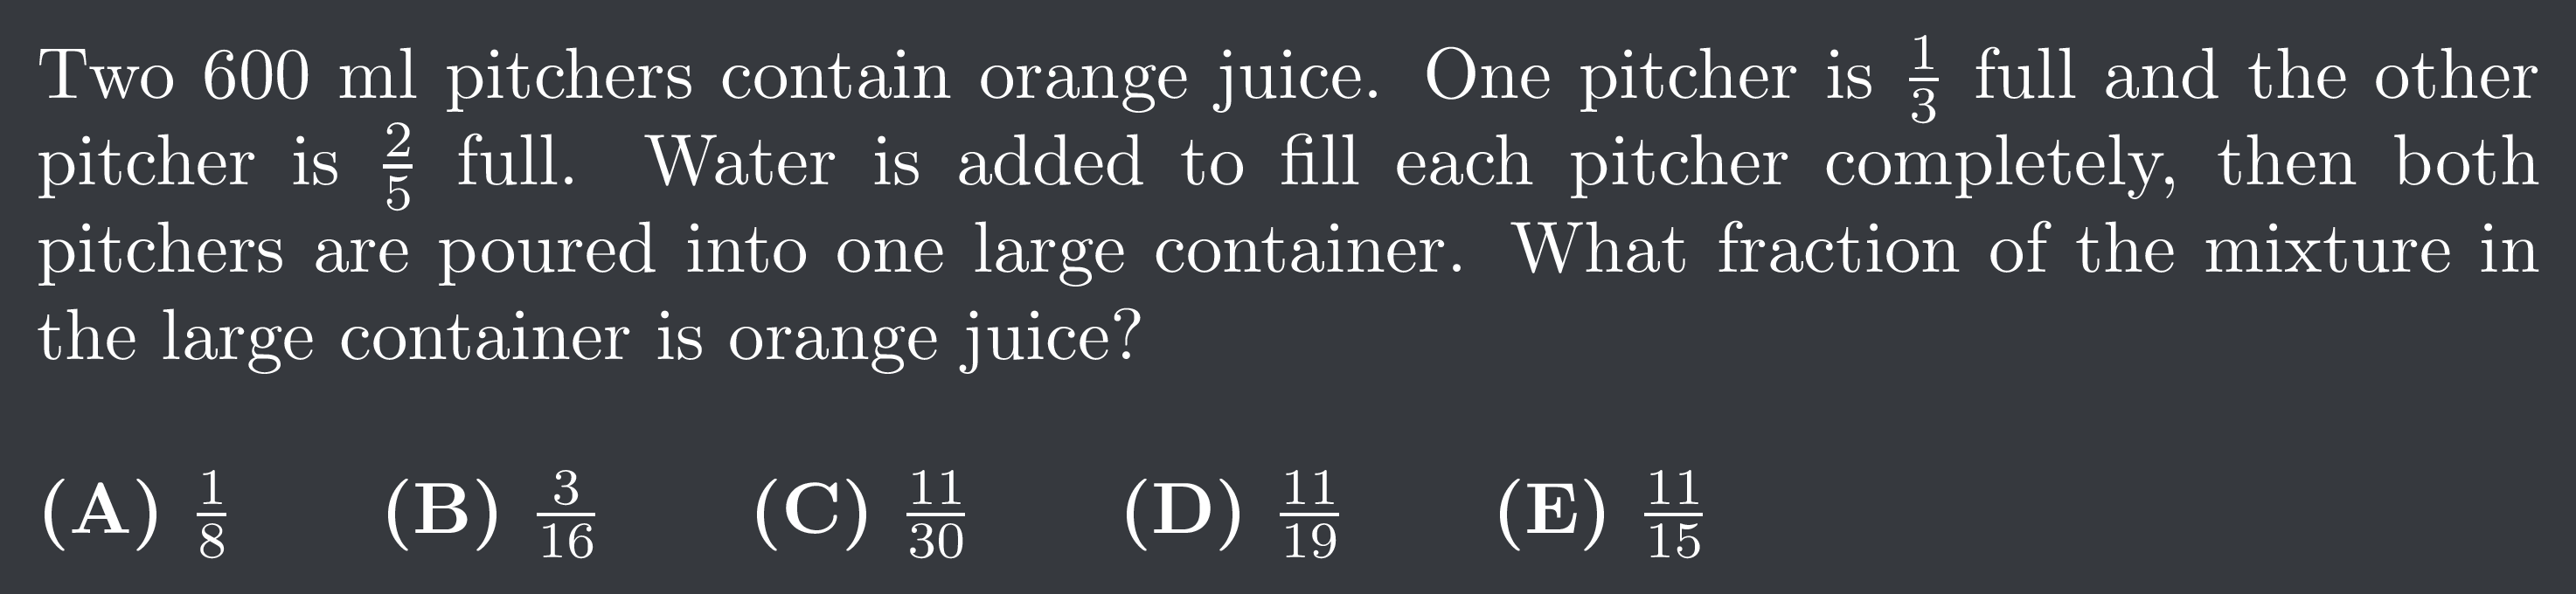 Two 600 ml pitchers contain orange juice. One pitcher is $\frac{1}{3}$ full and the other
pitcher is $\frac{2}{5}$ full. Water is added to fill each pitcher completely, then both
pitchers are poured into one large container. What fraction of the mixture in
the large container is orange juice?
(A) $\frac{1}{8}$ (B) $\frac{3}{16}$ (C) $\frac{11}{30}$ (D) $\frac{11}{19}$ (E) $\frac{11}{15}$